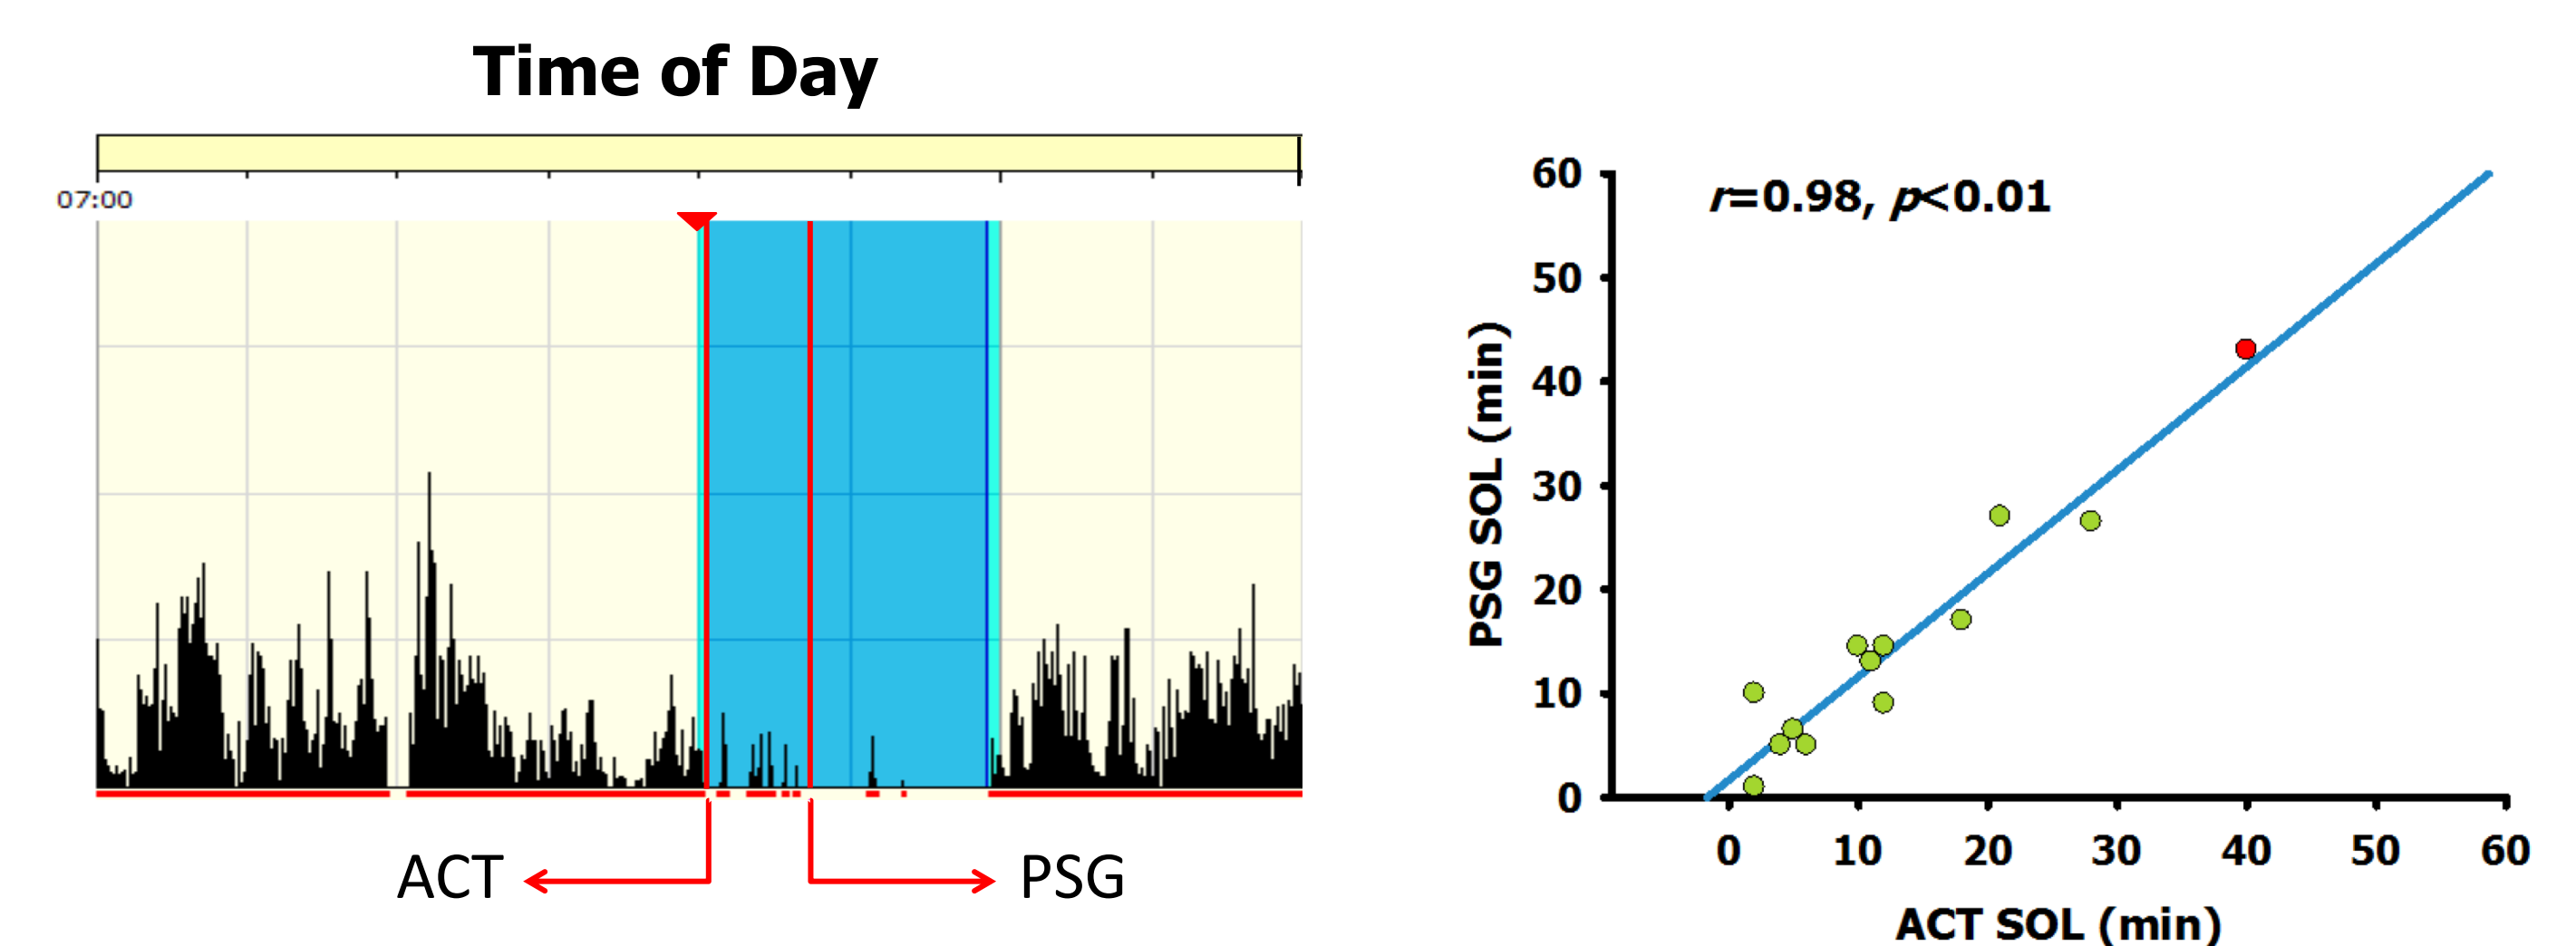 Time of Day
07:00
ACT
PSG
r=0.98, p<0.01
PSG SOL (min)
60
50
40
30
20
10
0
0 10 20 30 40 50 60
ACT SOL (min)